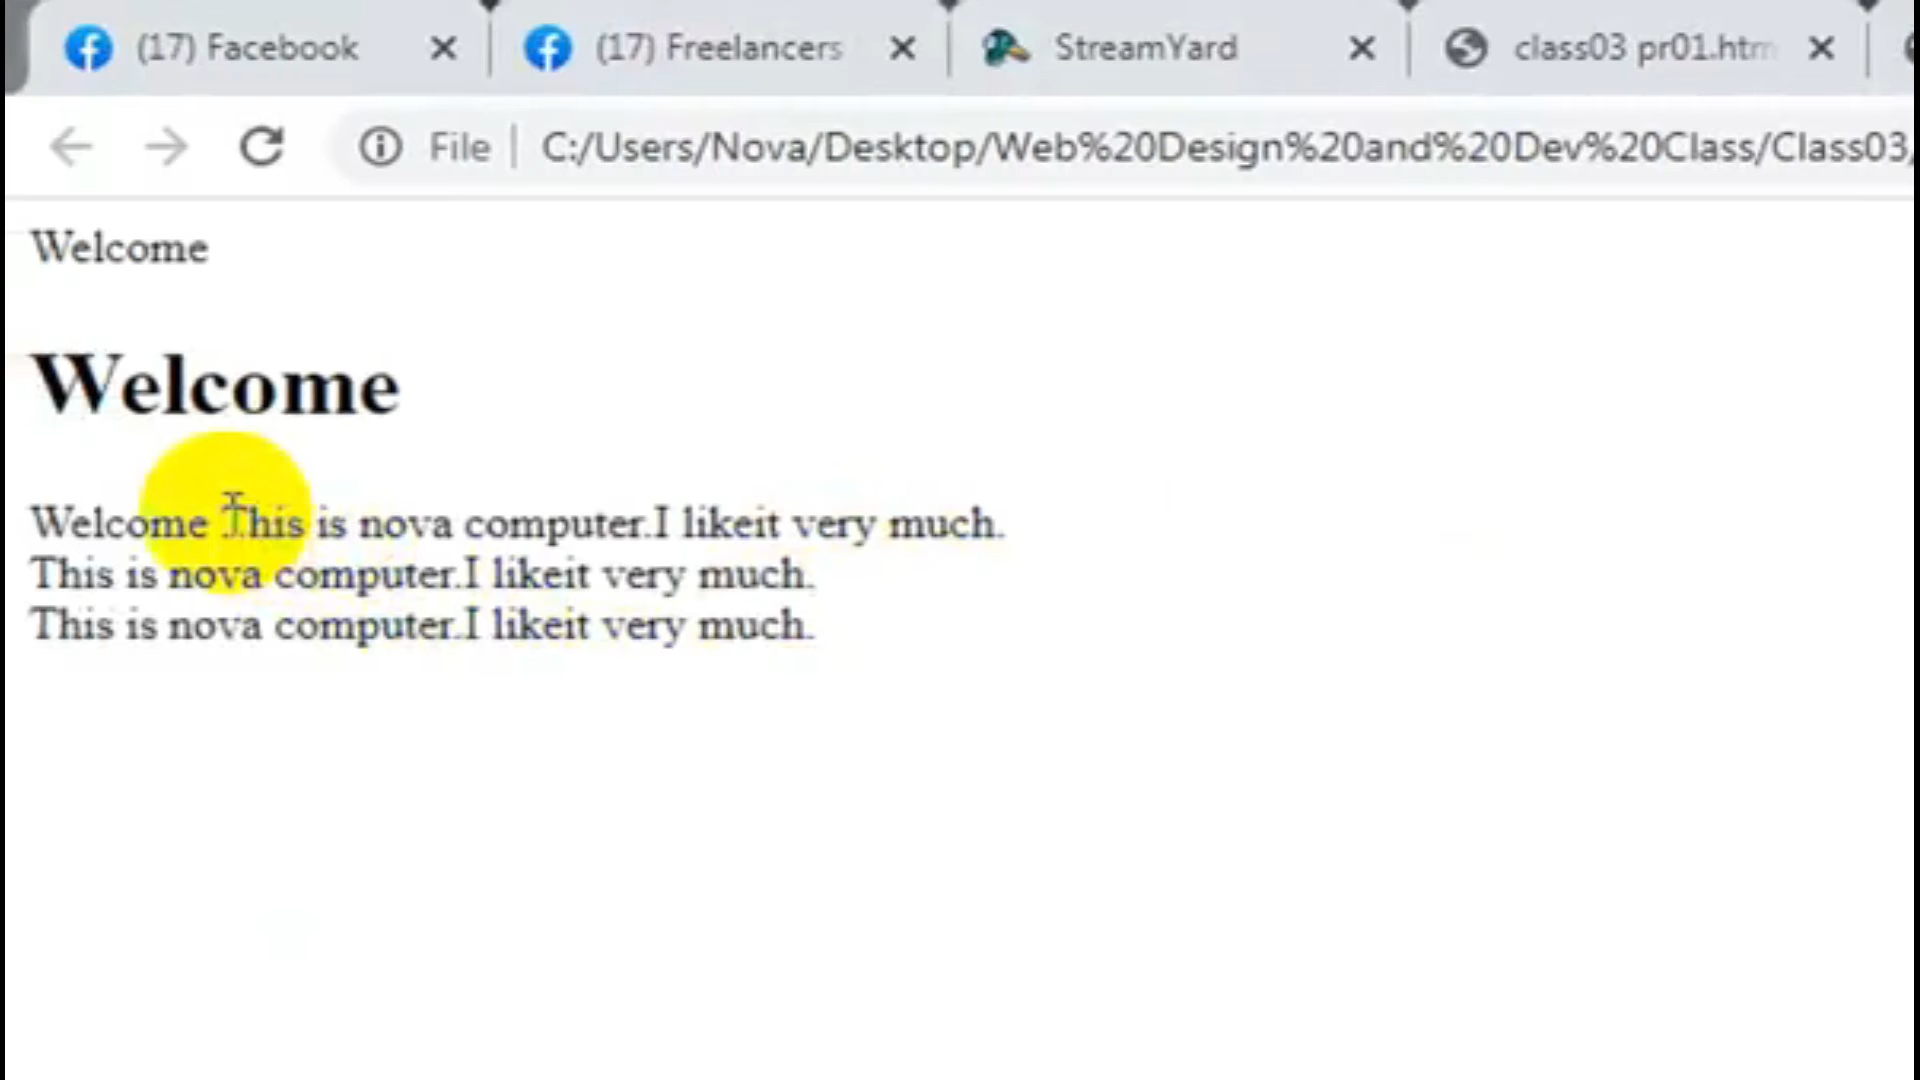 (17) Facebook
(17) Freelancers
StreamYard
class03 pr01.htm
File
C:/Users/Nova/Desktop/Web%20Design%20and%20Dev%20Class/Class03/
Welcome
Welcome
Welcome This is nova computer.I likeit very much.
This is nova computer.I likeit very much.
This is nova computer.I likeit very much.